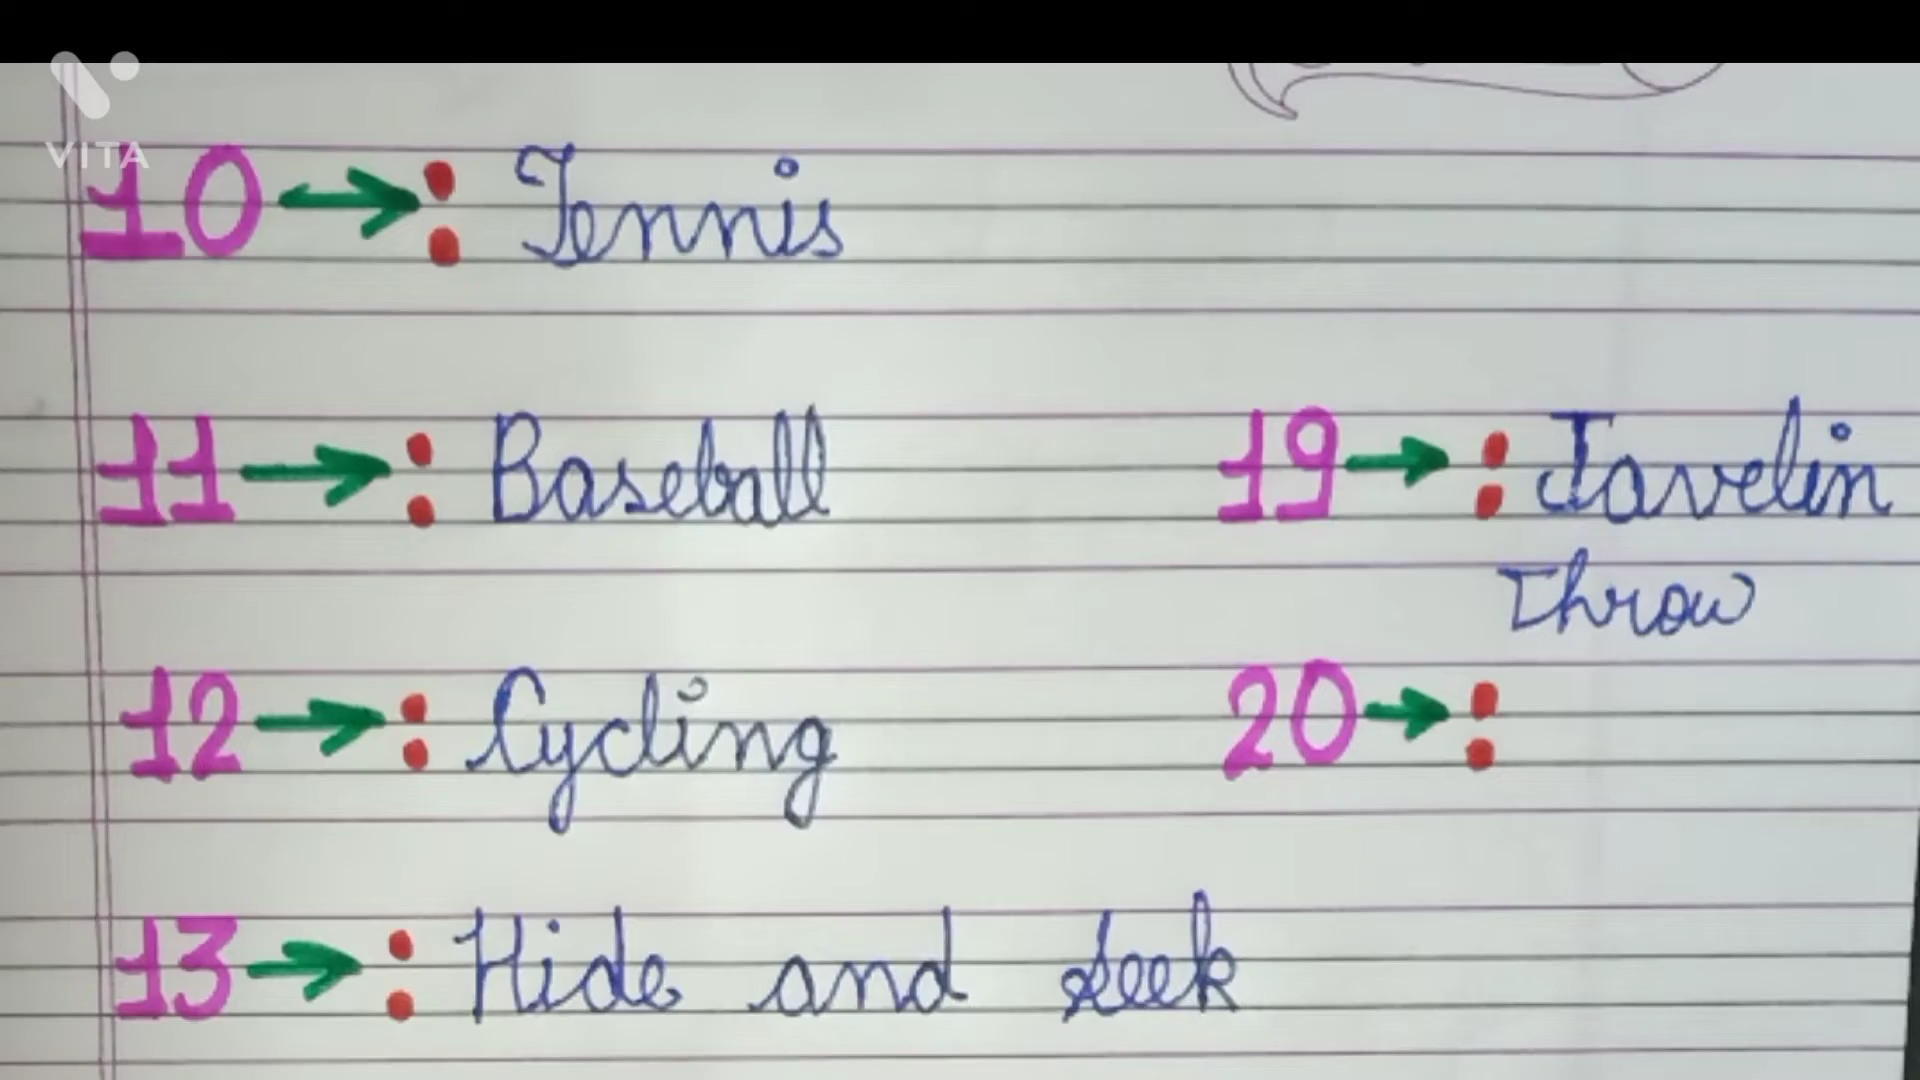 VITA
10 → : Tennis
11 → : Baseball
12 → : Cycling
13 → : Hide and seek
19 → : Javelin
Throw
20 → :